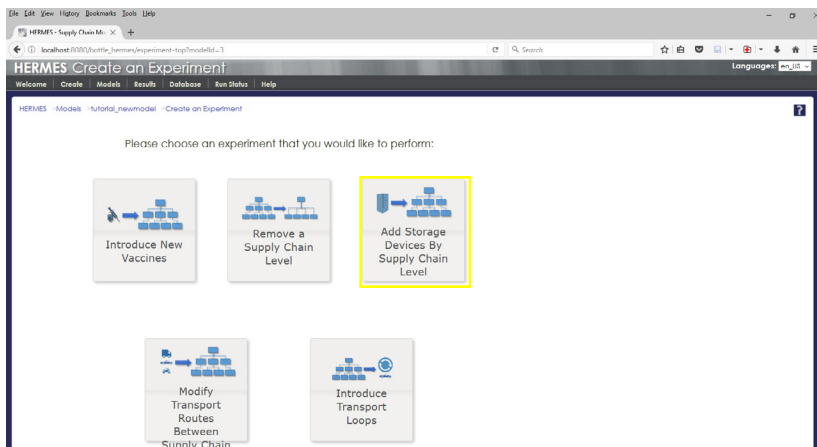 File Edit View History Bookmarks Tools Help
HERMES - Supply Chain Mo
localhost:8080/bottle_hermes/experiment-top?modelId=3
Search
HERMES Create an Experiment
Languages: en_US
Welcome Create Models Results Database Run Status Help
HERMES >Models >tutorial_newmodel >Create an Experiment
?
Please choose an experiment that you would like to perform:
Introduce New
Vaccines
Remove a
Supply Chain
Level
Add Storage
Devices By
Supply Chain
Level
Modify
Transport
Routes
Between
Supply Chain
Introduce
Transport
Loops